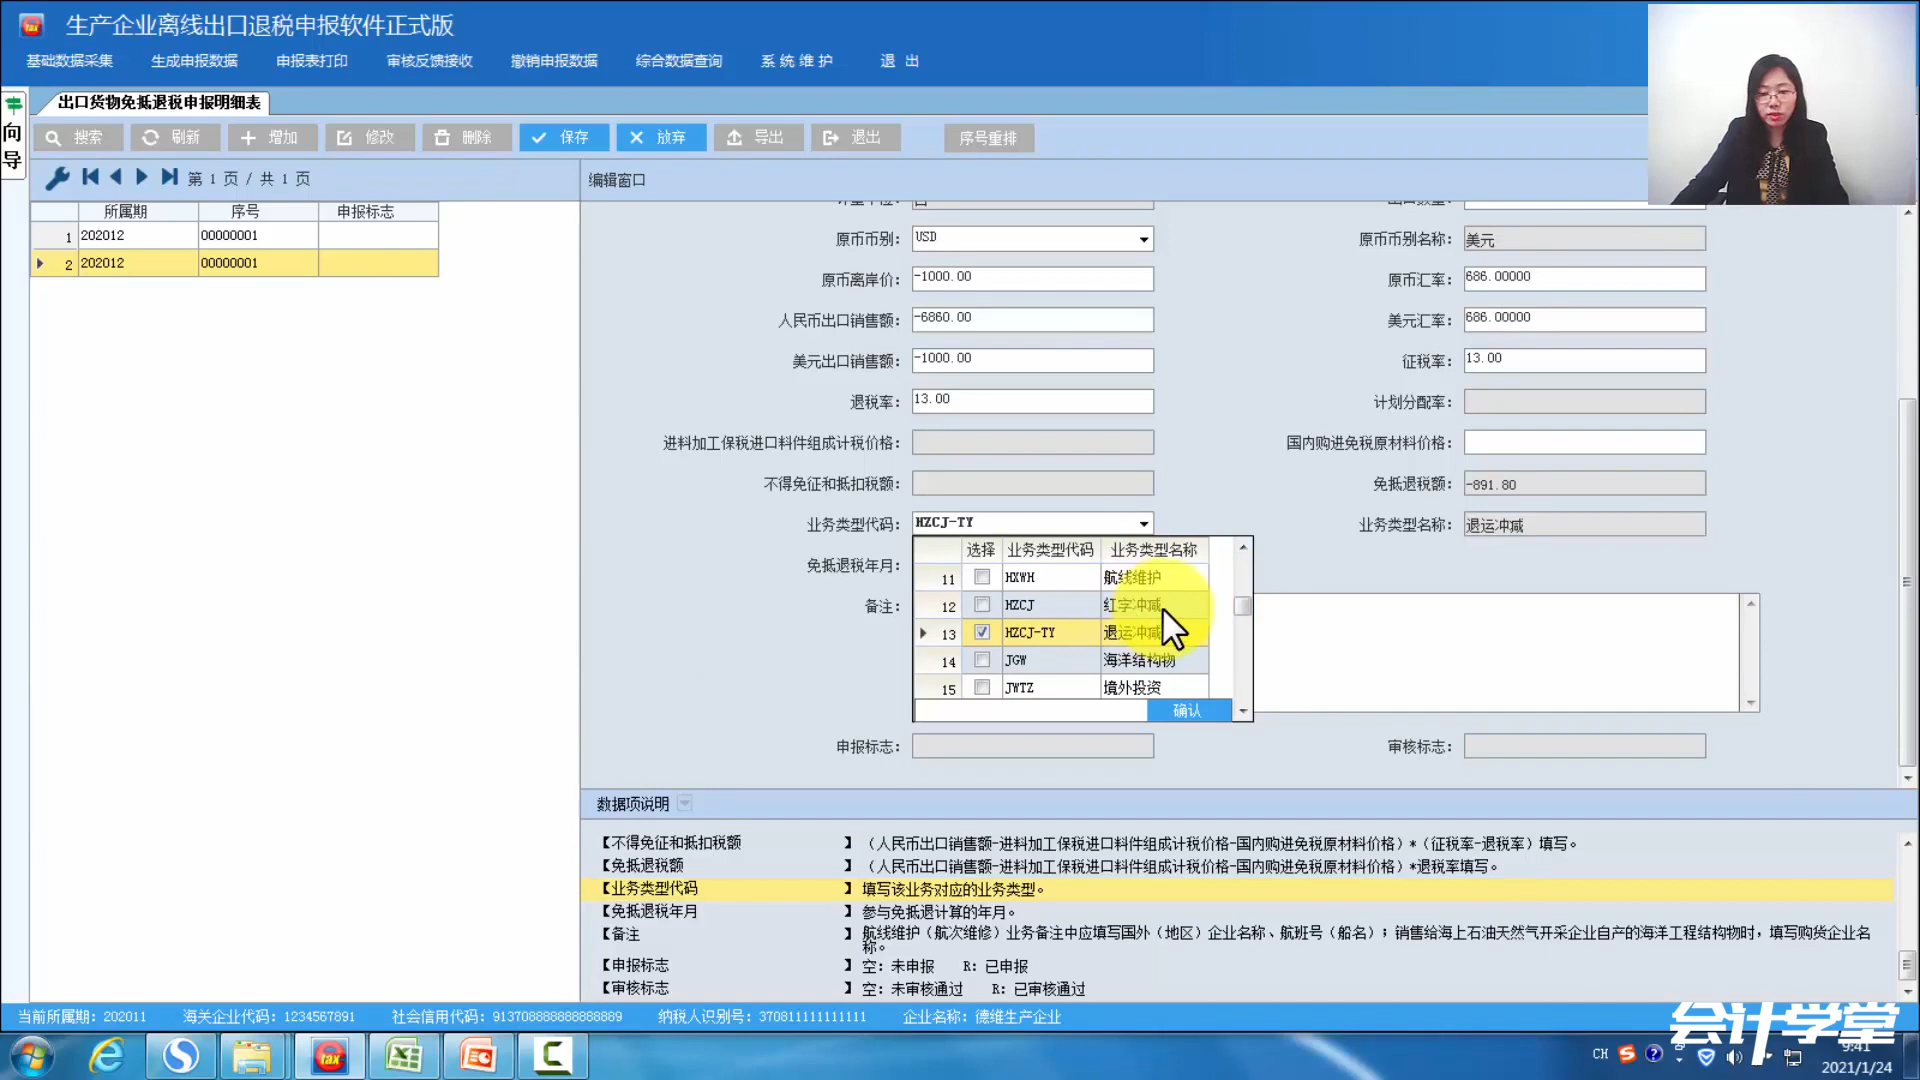 生产企业离线出口退税申报软件正式版
基础数据采集 生成申报数据 申报表打印 审核反馈接收 撤销申报数据 综合数据查询 系统维护 退出
出口货物免抵退税申报明细表
向导
搜索 刷新 增加 修改 删除 保存 放弃 导出 退出 序号重排
第 1 页 / 共 1 页
编辑窗口
所属期 序号 申报标志
1 202012 00000001
2 202012 00000001
原币币别: USD 原币币别名称: 美元
原币离岸价: -1000.00 原币汇率: 686.00000
人民币出口销售额: -6860.00 美元汇率: 686.00000
美元出口销售额: -1000.00 征税率: 13.00
退税率: 13.00 计划分配率:
进料加工保税进口料件组成计税价格: 国内购进免税原材料价格:
不得免征和抵扣税额: 免抵退税额: -891.80
业务类型代码: HZCJ-TY 业务类型名称: 退运冲减
免抵退税年月:
备注:
选择 业务类型代码 业务类型名称
11 HXWH 航线维护
12 HZCJ 红字冲减
13 HZCJ-TY 退运冲减
14 JGW 海洋结构物
15 JWTZ 境外投资
确认
申报标志: 审核标志:
数据项说明
【不得免征和抵扣税额 】 (人民币出口销售额-进料加工保税进口料件组成计税价格-国内购进免税原材料价格)*(征税率-退税率)填写。
【免抵退税额 】 (人民币出口销售额-进料加工保税进口料件组成计税价格-国内购进免税原材料价格)*退税率填写。
【业务类型代码 】 填写该业务对应的业务类型。
【免抵退税年月 】 参与免抵退计算的年月。
【备注 】 航线维护(航次维修)业务备注中应填写国外(地区)企业名称、航班号(船名);销售给海上石油天然气开采企业自产的海洋工程结构物时,填写购货企业名
称。
【申报标志 】 空: 未申报 R: 已申报
【审核标志 】 空: 未审核通过 R: 已审核通过
当前所属期: 202011 海关企业代码: 1234567891 社会信用代码: 913708888888888889 纳税人识别号: 370811111111111 企业名称: 德维生产企业
会计学堂
CH
9:41
2021/1/24